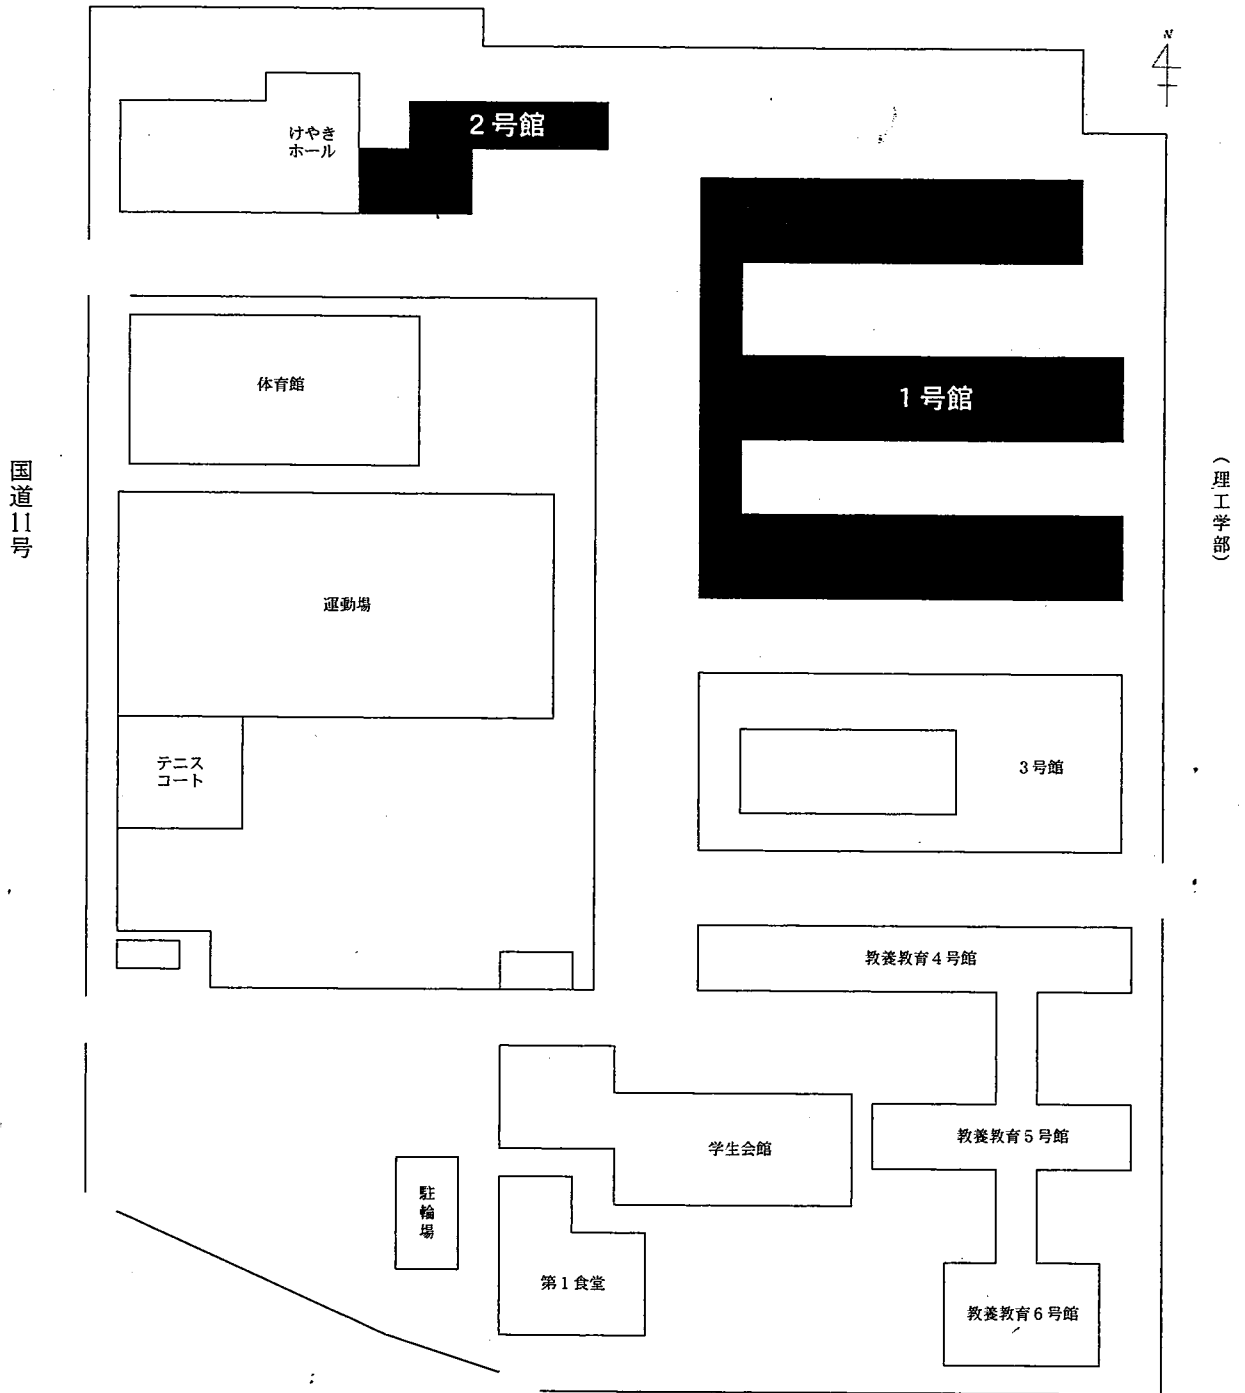 N
2号館
けやき
ホール
体育館
1号館
国道11号
(理工学部)
運動場
テニス
コート
3号館
教養教育4号館
教養教育5号館
学生会館
駐輪場
第1食堂
教養教育6号館